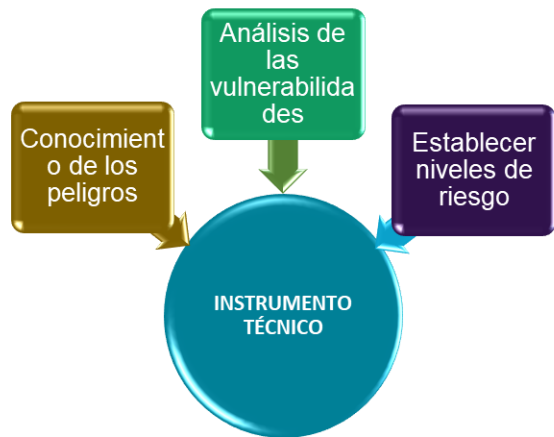 Análisis de
las
vulnerabilida
des
Conocimient
o de los
peligros
Establecer
niveles de
riesgo
INSTRUMENTO
TÉCNICO